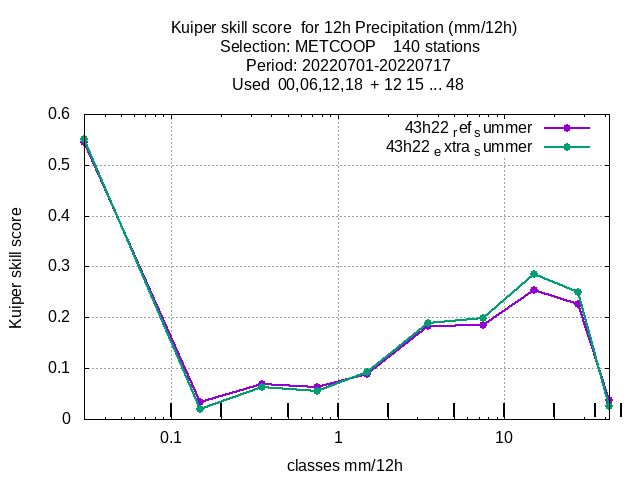 Kuiper skill score  for 12h Precipitation (mm/12h)
Selection: METCOOP    140 stations
Period: 20220701-20220717
Used  00,06,12,18  + 12 15 ... 48
0.6
43h22 ref summer
43h22 extra summer
0.5
0.4
0.3
0.2
0.1
0
Kuiper skill score
0.1 1 10
classes mm/12h